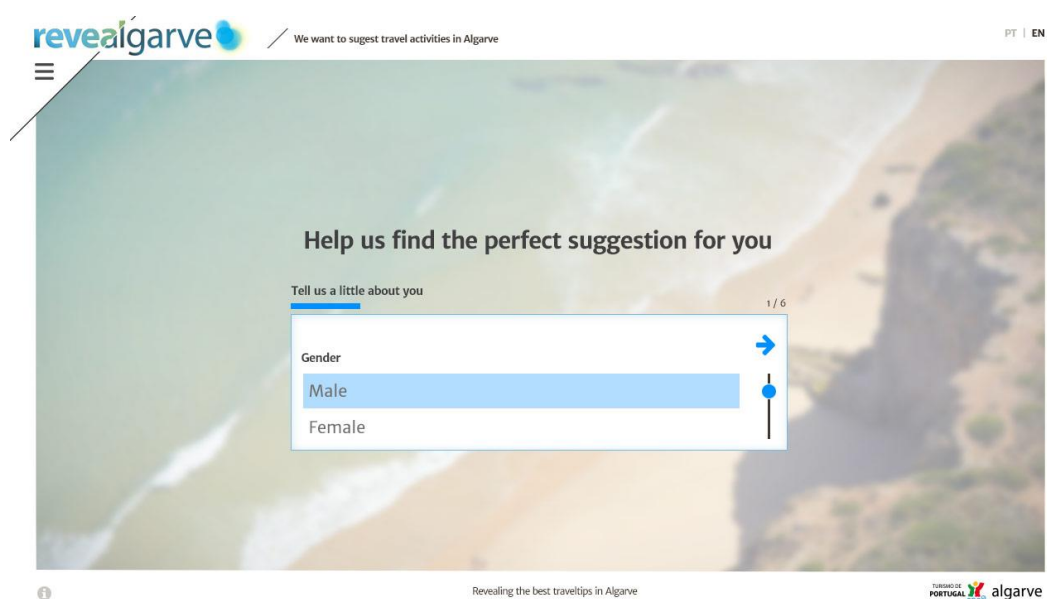 revealgarve
We want to sugest travel activities in Algarve
PT | EN
Help us find the perfect suggestion for you
Tell us a little about you
1 / 6
Gender
Male
Female
Revealing the best traveltips in Algarve
TURISMO DE
PORTUGAL
algarve